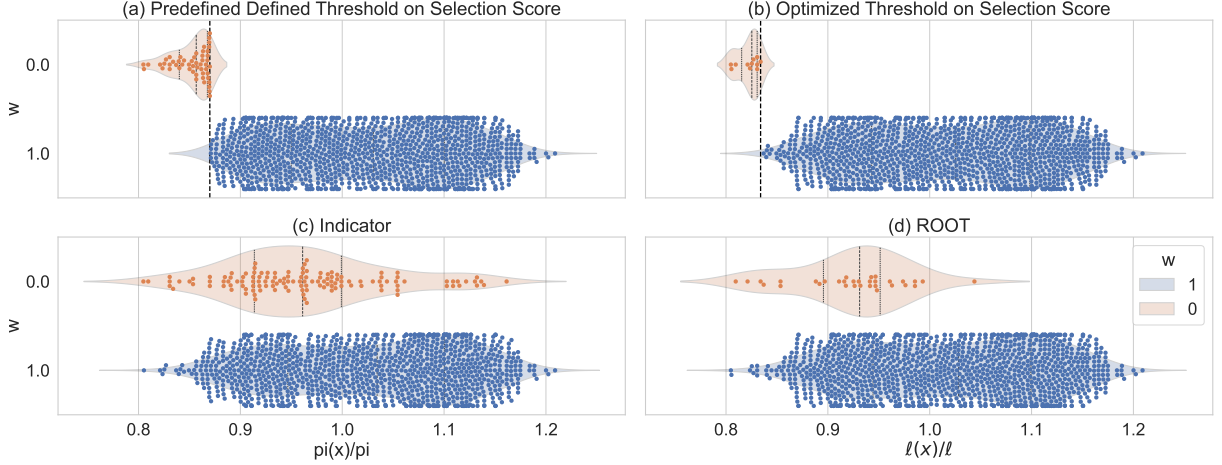 (a) Predefined Defined Threshold on Selection Score
(b) Optimized Threshold on Selection Score
0.0
w
1.0
(c) Indicator
(d) ROOT
0.0
w
1.0
w
1
0
0.8 0.9 1.0 1.1 1.2
0.8 0.9 1.0 1.1 1.2
pi(x)/pi
ℓ(x)/ℓ